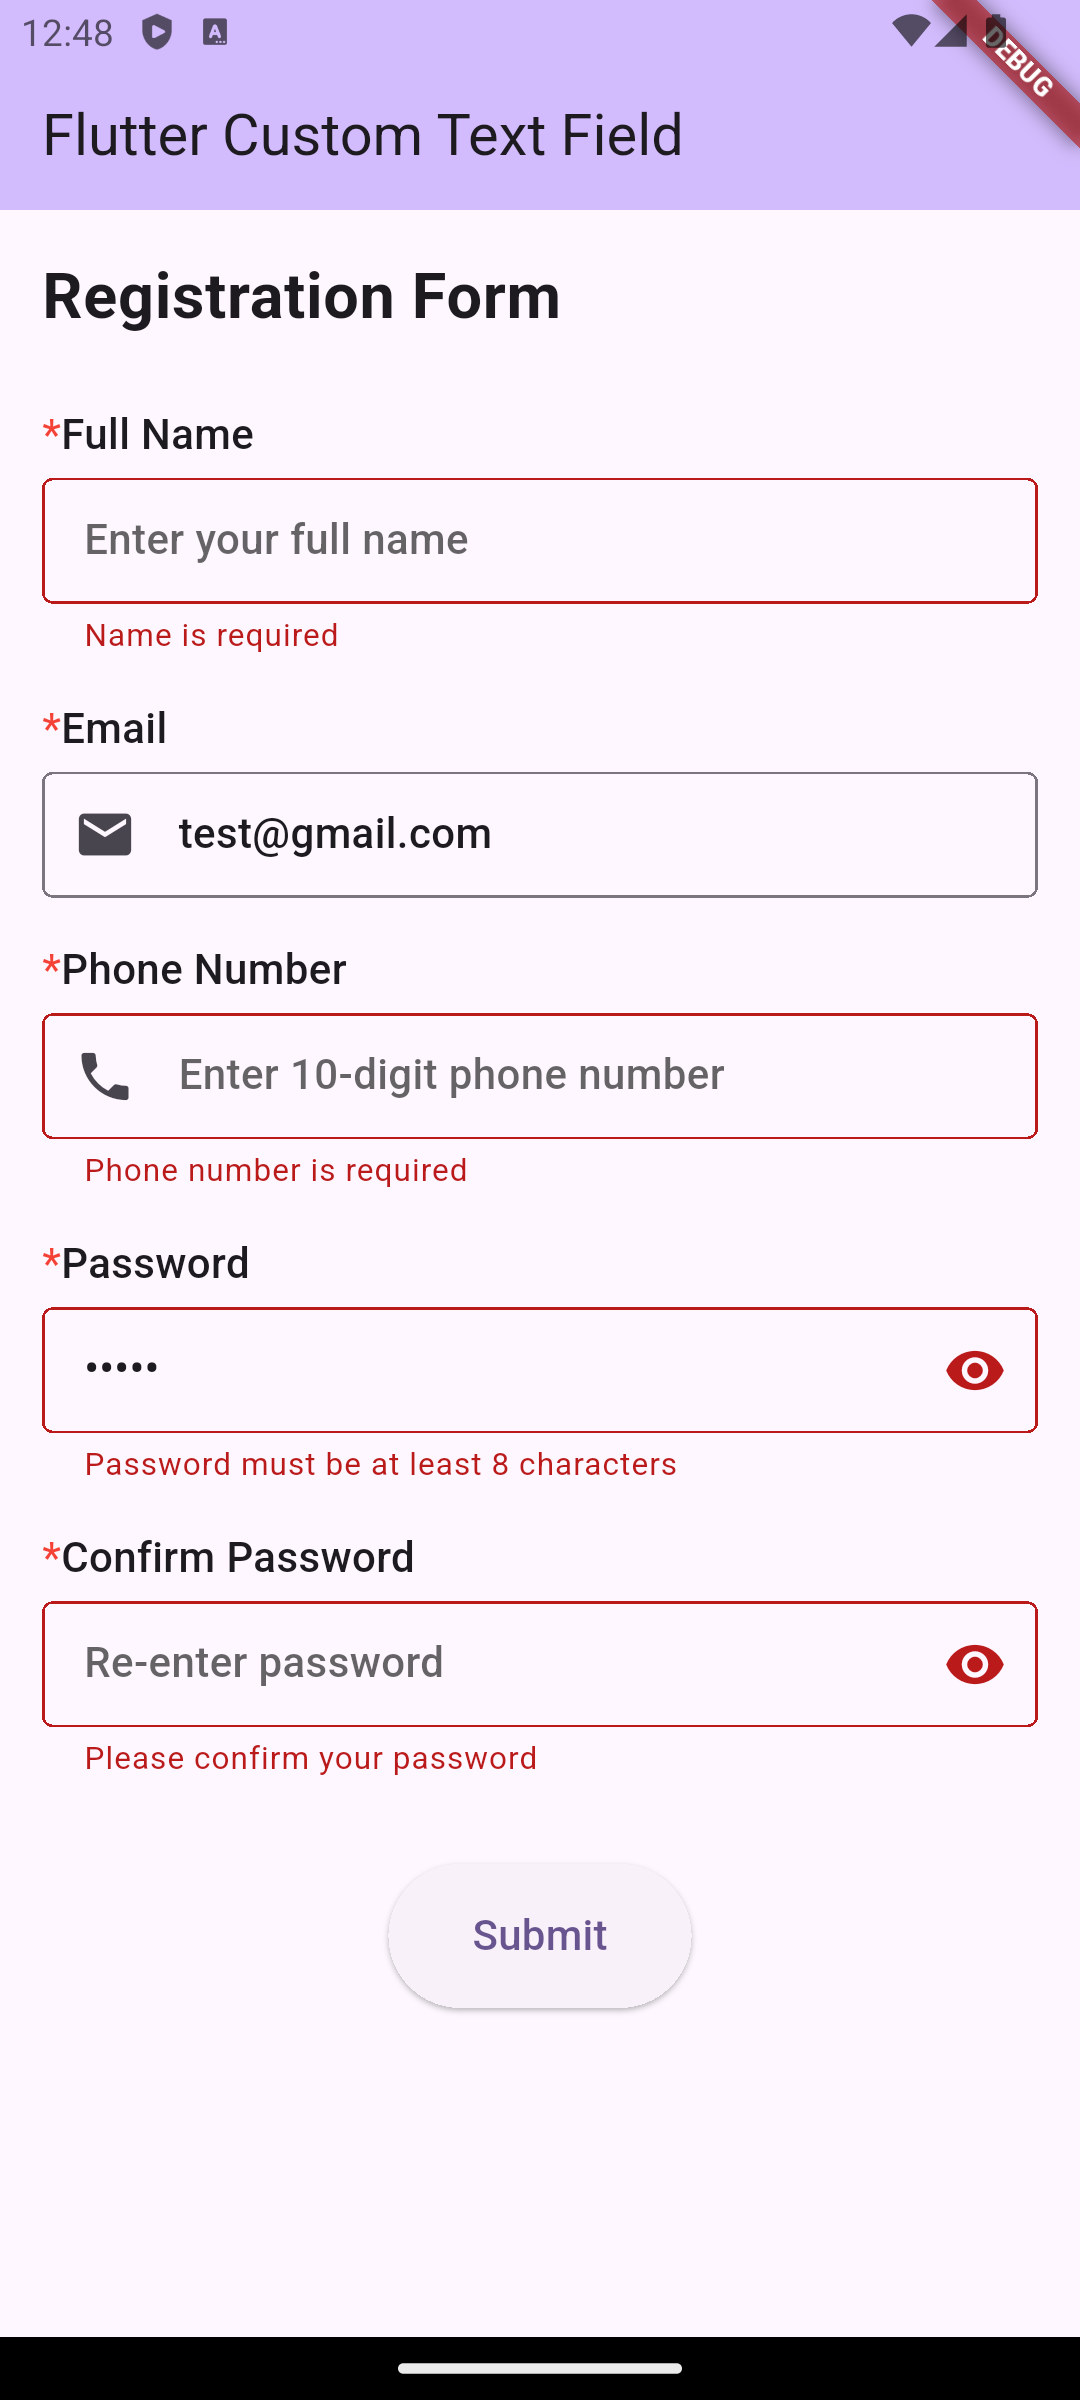 12:48
DEBUG
Flutter Custom Text Field
Registration Form
*Full Name
Enter your full name
Name is required
*Email
test@gmail.com
*Phone Number
Enter 10-digit phone number
Phone number is required
*Password
•••••
Password must be at least 8 characters
*Confirm Password
Re-enter password
Please confirm your password
Submit